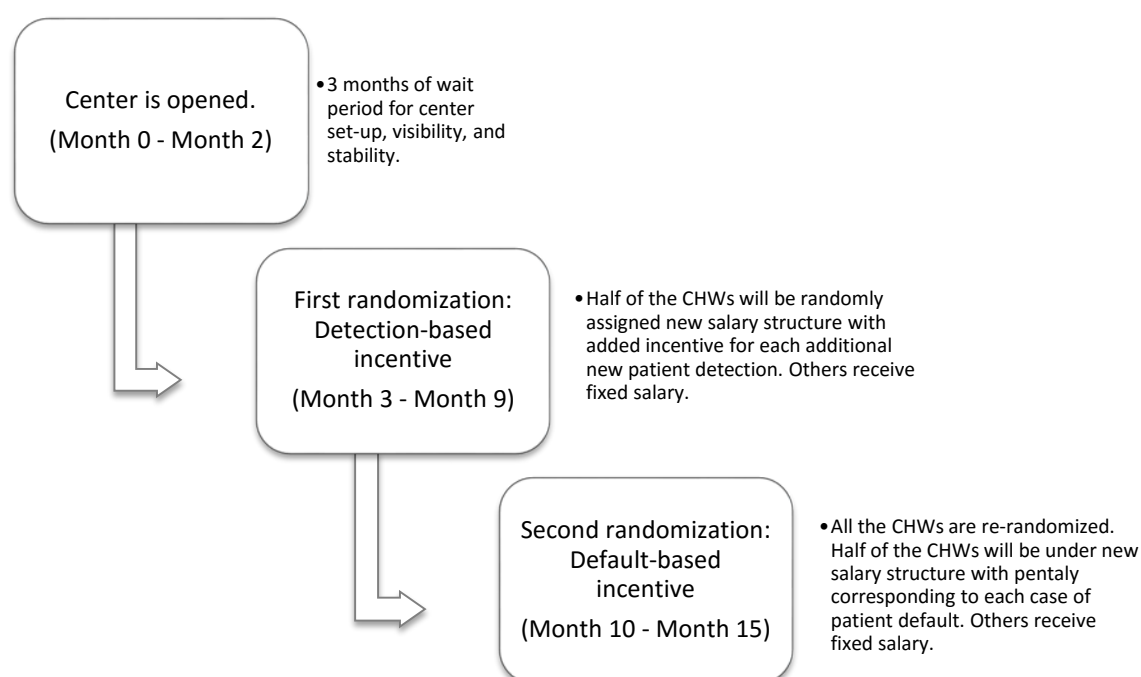 Center is opened.
(Month 0 - Month 2)
•3 months of wait
period for center
set-up, visibility, and
stability.
First randomization:
Detection-based
incentive
(Month 3 - Month 9)
•Half of the CHWs will be randomly
assigned new salary structure with
added incentive for each additional
new patient detection. Others receive
fixed salary.
Second randomization:
Default-based
incentive
(Month 10 - Month 15)
•All the CHWs are re-randomized.
Half of the CHWs will be under new
salary structure with pentaly
corresponding to each case of
patient default. Others receive
fixed salary.